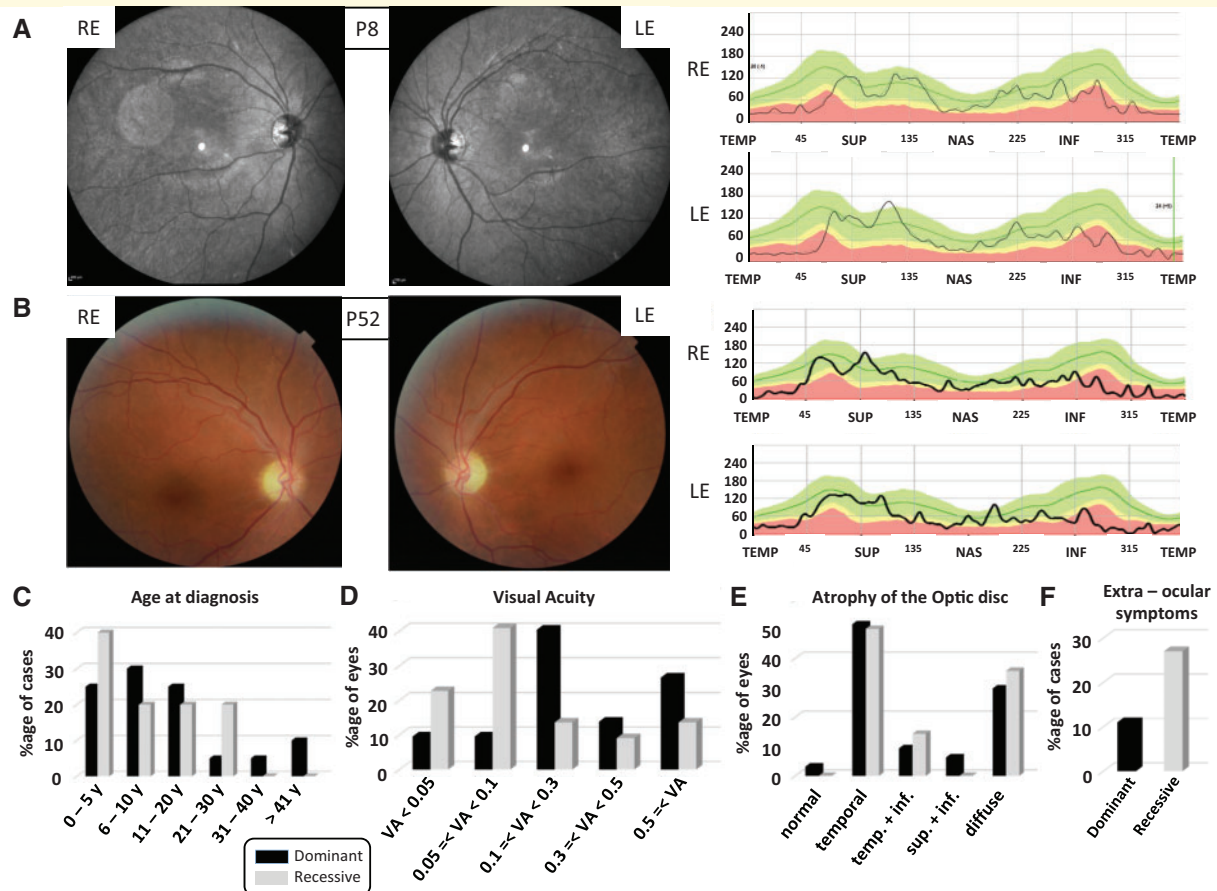 A
RE
P8
LE
RE
240
180
120
60
0
TEMP 45 SUP 135 NAS 225 INF 315 TEMP
LE
240
180
120
60
0
TEMP 45 SUP 135 NAS 225 INF 315 TEMP
B
RE
P52
LE
RE
240
180
120
60
0
TEMP 45 SUP 135 NAS 225 INF 315 TEMP
LE
240
180
120
60
0
TEMP 45 SUP 135 NAS 225 INF 315 TEMP
C
Age at diagnosis
%age of cases
40
30
20
10
0
0 – 5 y
6 – 10 y
11 – 20 y
21 – 30 y
31 – 40 y
> 41 y
Dominant
Recessive
D
Visual Acuity
%age of eyes
40
30
20
10
0
VA < 0.05
0.05 =< VA < 0.1
0.1 =< VA < 0.3
0.3 =< VA < 0.5
0.5 =< VA
E
Atrophy of the Optic disc
%age of eyes
50
40
30
20
10
0
normal
temporal
temp. + inf.
sup. + inf.
diffuse
F
Extra – ocular
symptoms
%age of cases
30
20
10
0
Dominant
Recessive